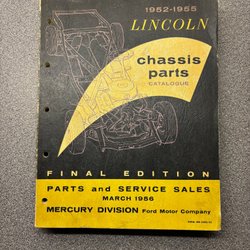 1952-1955
LINCOLN
chassis
parts
CATALOGUE
FINAL EDITION
PARTS and SERVICE SALES
MARCH 1956
MERCURY DIVISION Ford Motor Company